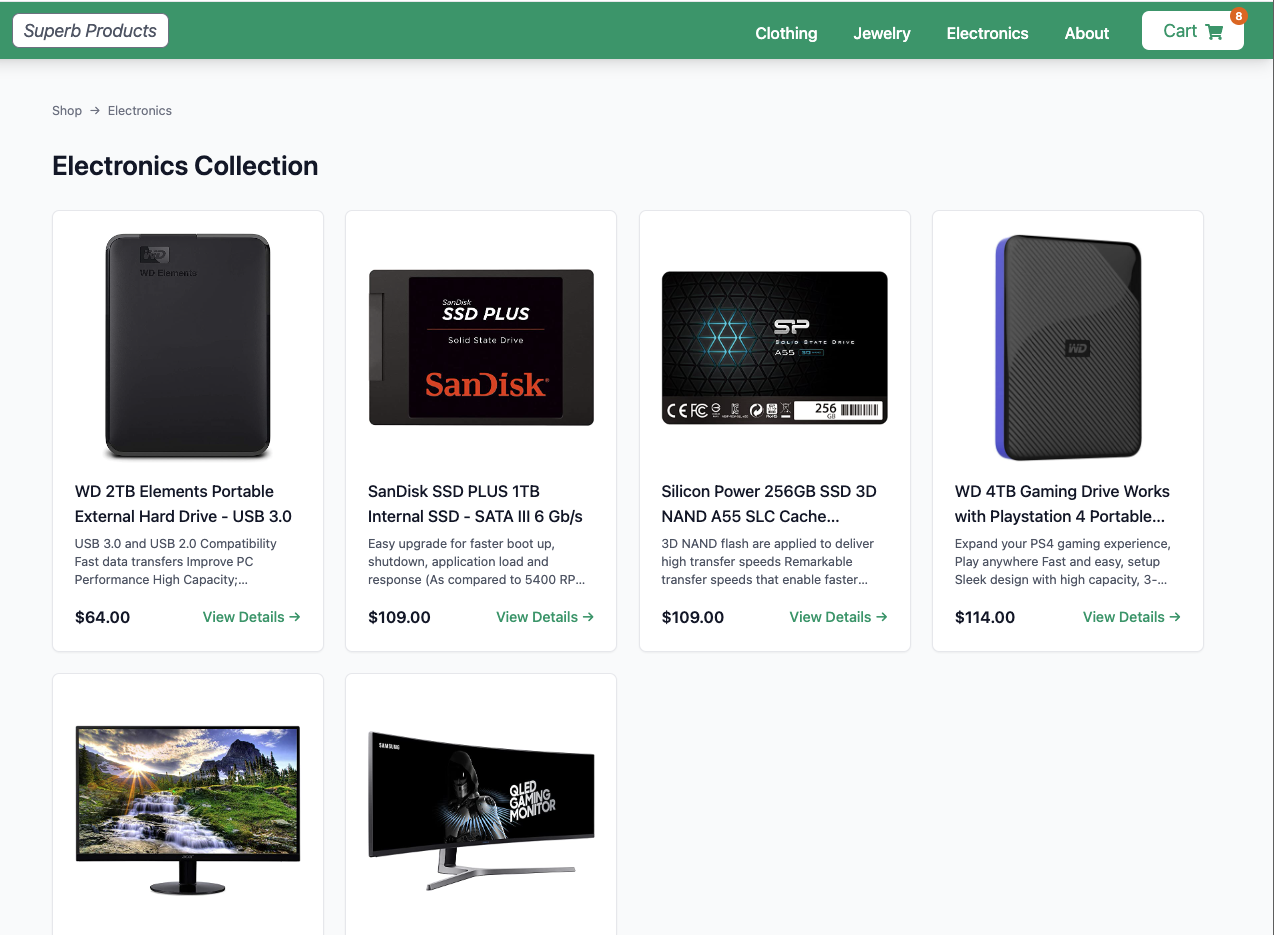 Superb Products
Clothing
Jewelry
Electronics
About
Cart
8
Shop → Electronics
Electronics Collection
WD
WD Elements
SanDisk
SSD PLUS
Solid State Drive
SanDisk
SP
SOLID STATE DRIVE
A55
256
GB
WD
WD 2TB Elements Portable
External Hard Drive - USB 3.0
USB 3.0 and USB 2.0 Compatibility
Fast data transfers Improve PC
Performance High Capacity;...
$64.00
View Details →
SanDisk SSD PLUS 1TB
Internal SSD - SATA III 6 Gb/s
Easy upgrade for faster boot up,
shutdown, application load and
response (As compared to 5400 RP...
$109.00
View Details →
Silicon Power 256GB SSD 3D
NAND A55 SLC Cache...
3D NAND flash are applied to deliver
high transfer speeds Remarkable
transfer speeds that enable faster...
$109.00
View Details →
WD 4TB Gaming Drive Works
with Playstation 4 Portable...
Expand your PS4 gaming experience,
Play anywhere Fast and easy, setup
Sleek design with high capacity, 3-...
$114.00
View Details →
acer
SAMSUNG
QLED
GAMING
MONITOR